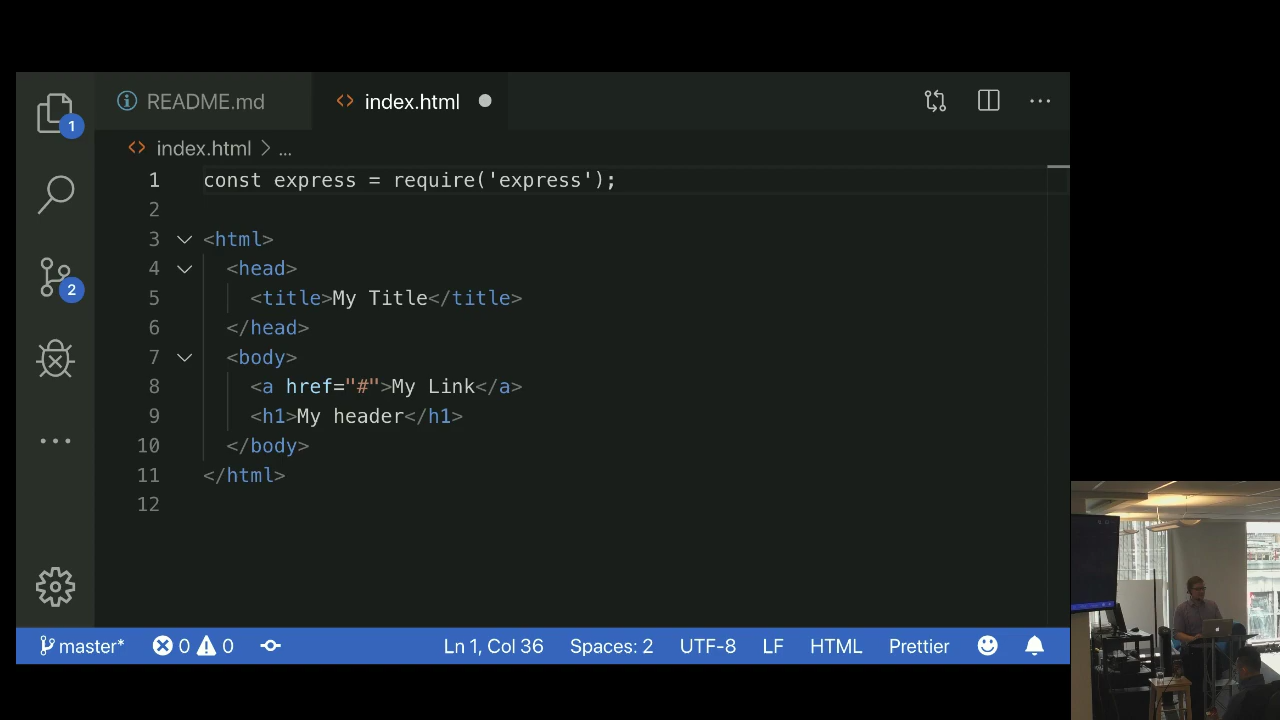 README.md
index.html
1
index.html > ...
1 const express = require('express');
2
3 <html>
4 <head>
5 <title>My Title</title>
6 </head>
7 <body>
8 <a href="#">My Link</a>
9 <h1>My header</h1>
10 </body>
11 </html>
12
2
master*
0
0
Ln 1, Col 36
Spaces: 2
UTF-8
LF
HTML
Prettier